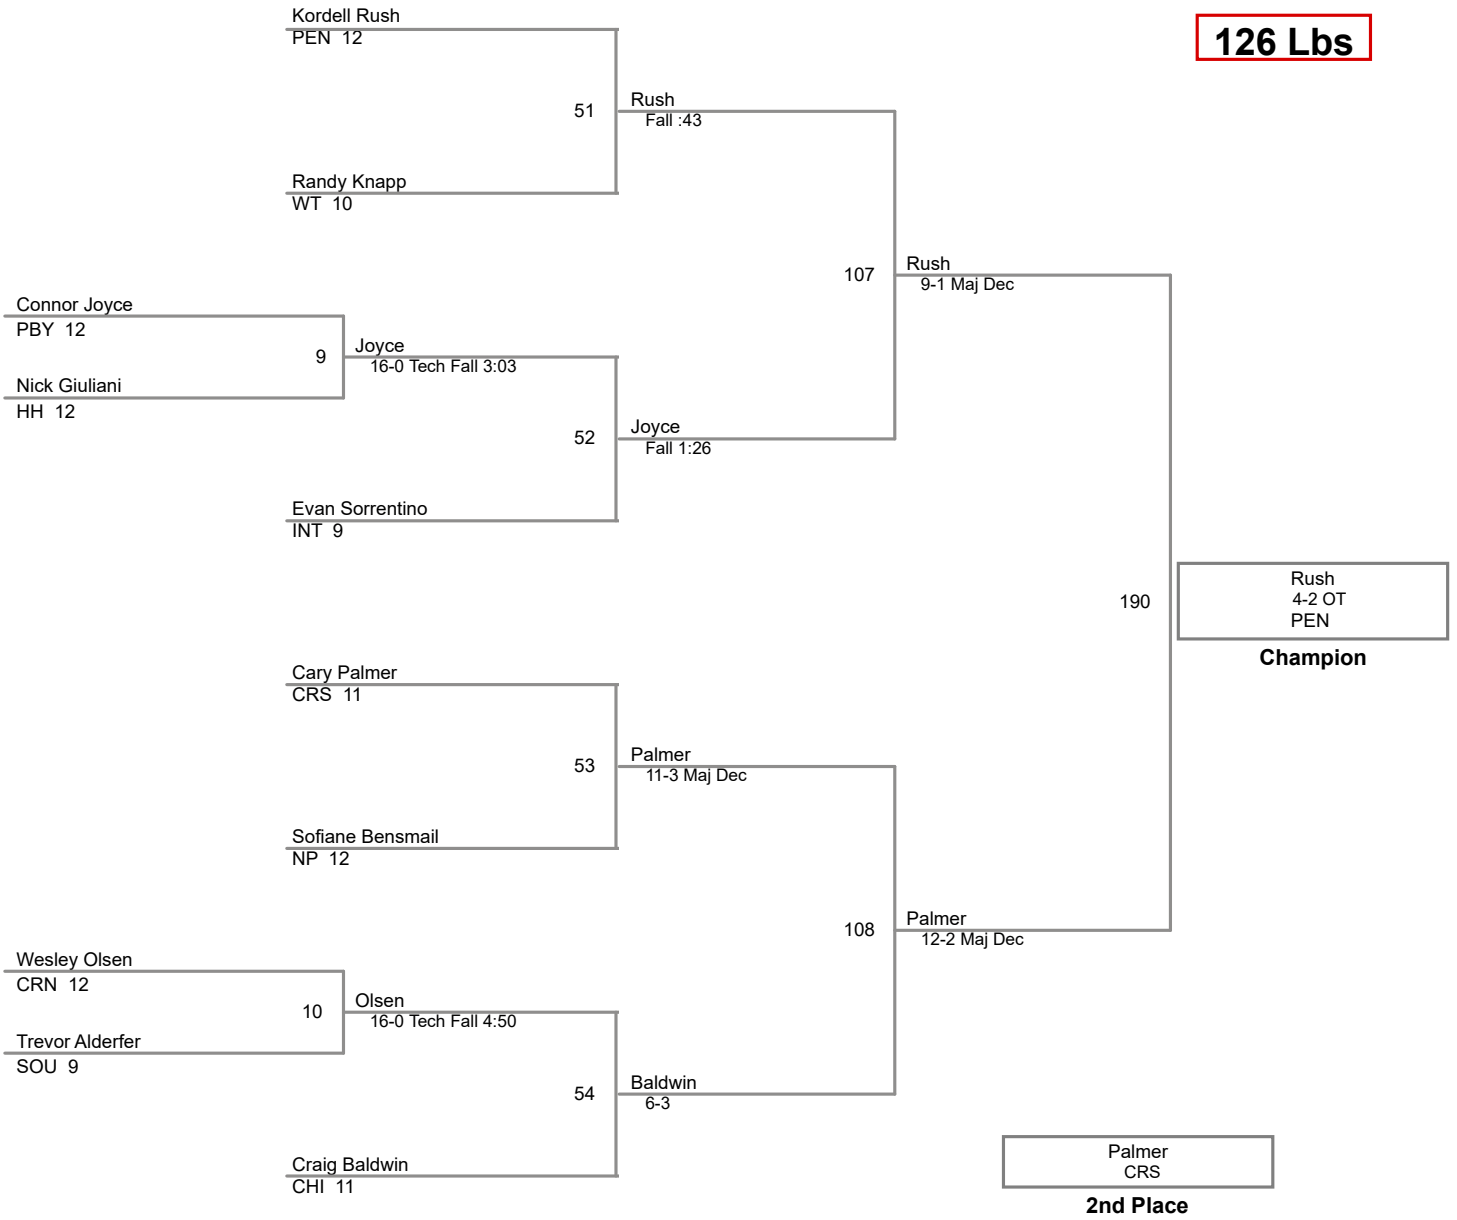 Kordell Rush
PEN 12
126 Lbs
51
Rush
Fall :43
Randy Knapp
WT 10
107
Rush
9-1 Maj Dec
Connor Joyce
PBY 12
9
Joyce
16-0 Tech Fall 3:03
Nick Giuliani
HH 12
52
Joyce
Fall 1:26
Evan Sorrentino
INT 9
190
Rush
4-2 OT
PEN
Champion
Cary Palmer
CRS 11
53
Palmer
11-3 Maj Dec
Sofiane Bensmail
NP 12
108
Palmer
12-2 Maj Dec
Wesley Olsen
CRN 12
10
Olsen
16-0 Tech Fall 4:50
Trevor Alderfer
SOU 9
54
Baldwin
6-3
Craig Baldwin
CHI 11
Palmer
CRS
2nd Place